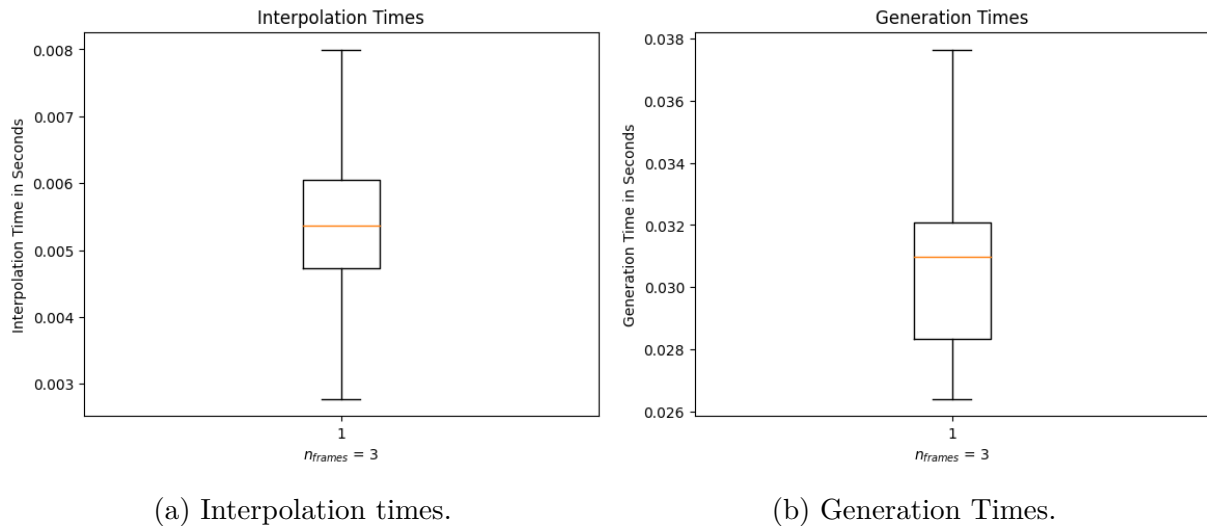 Interpolation Times
Interpolation Time in Seconds
0.008
0.007
0.006
0.005
0.004
0.003
1
n_frames = 3
(a) Interpolation times.
Generation Times
Generation Time in Seconds
0.038
0.036
0.034
0.032
0.030
0.028
0.026
1
n_frames = 3
(b) Generation Times.